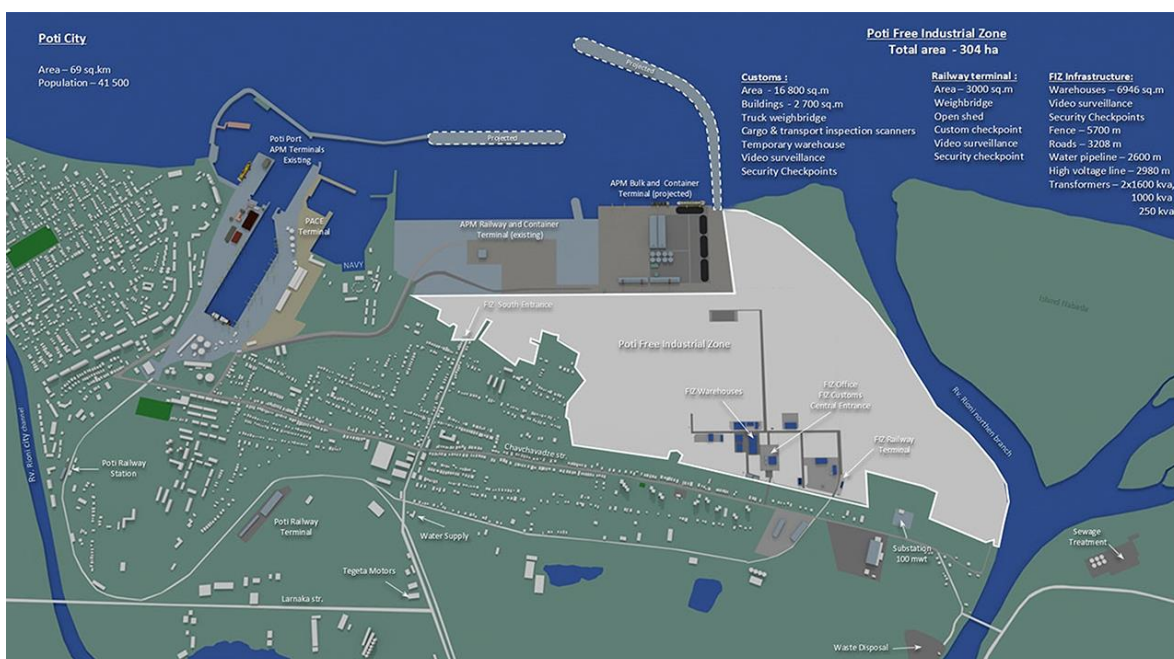 Poti City
Area – 69 sq.km
Population – 41 500
Poti Free Industrial Zone
Total area - 304 ha
Customs :
Area - 16 800 sq.m
Buildings - 2 700 sq.m
Truck weighbridge
Cargo & transport inspection scanners
Temporary warehouse
Video surveillance
Security Checkpoints
Railway terminal :
Area – 3000 sq.m
Weighbridge
Open shed
Custom checkpoint
Video surveillance
Security checkpoint
FIZ Infrastructure:
Warehouses – 6946 sq.m
Video surveillance
Security Checkpoints
Fence – 5700 m
Roads – 3208 m
Water pipeline – 2600 m
High voltage line – 2980 m
Transformers – 2x1600 kva
1000 kva
250 kva
Projected
Projected
Poti Port
APM Terminals
Existing
PACE
Terminal
NAVY
APM Railway and Container
Terminal (existing)
APM Bulk and Container
Terminal (projected)
FIZ South Entrance
Poti Free Industrial Zone
FIZ Warehouses
FIZ Office
FIZ Customs
Central Entrance
FIZ Railway
Terminal
Island
Rv. Rioni northen branch
Rv. Rioni City channel
Chavchavadze str.
Poti Railway
Station
Poti Railway
Terminal
Water Supply
Tegeta Motors
Larnaka str.
Substation
100 mwt
Sewage
Treatment
Waste Disposal